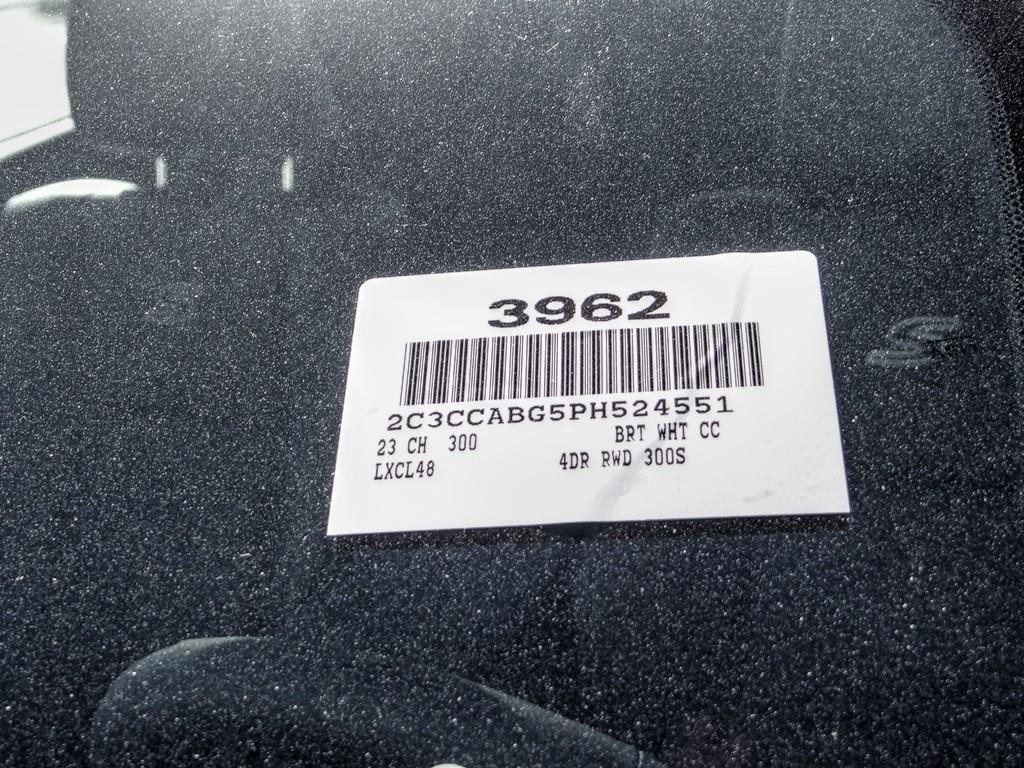 3962
2C3CCABG5PH524551
23 CH 300 BRT WHT CC
LXCL48 4DR RWD 300S